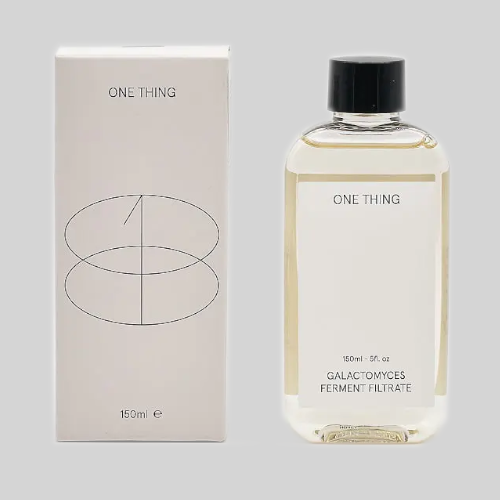 ONE THING
150ml ℮
ONE THING
150ml - 5fl. oz
GALACTOMYCES
FERMENT FILTRATE